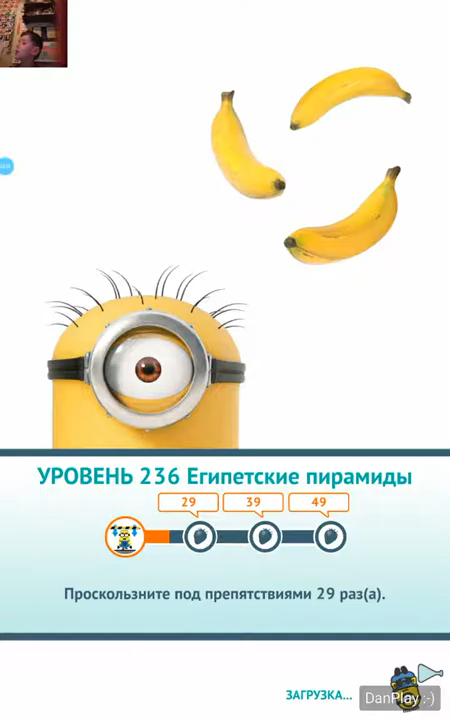 УРОВЕНЬ 236 Египетские пирамиды
29 39 49
Проскользните под препятствиями 29 раз(а).
ЗАГРУЗКА...
DanPlay :-)